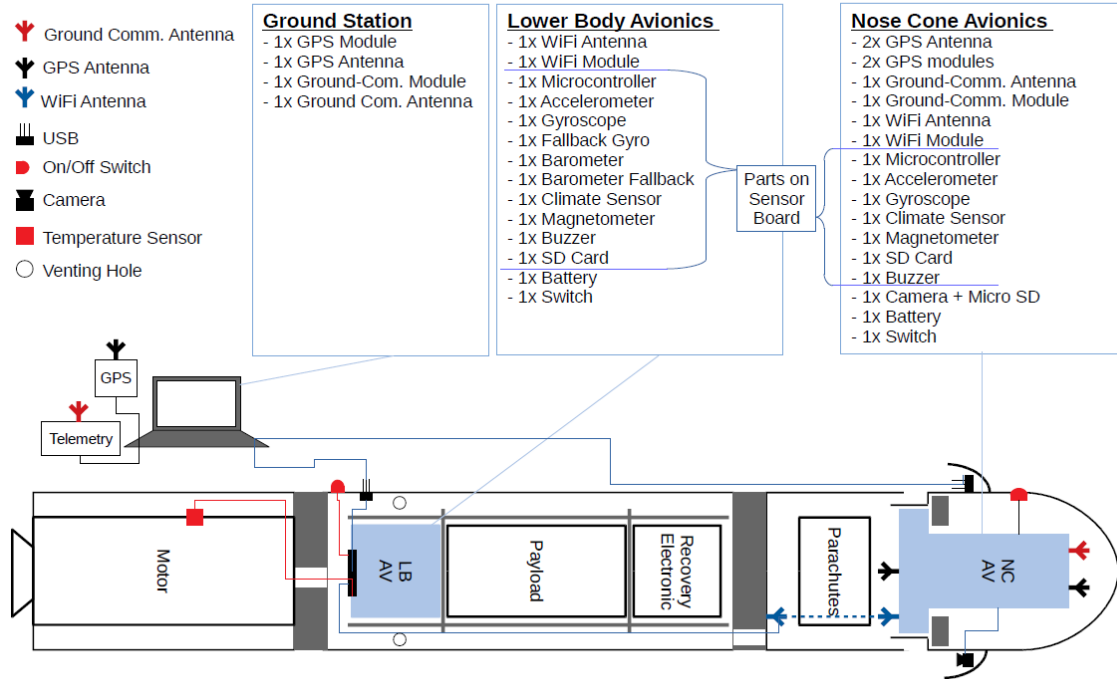 Ground Comm. Antenna
GPS Antenna
WiFi Antenna
USB
On/Off Switch
Camera
Temperature Sensor
Venting Hole
Ground Station
- 1x GPS Module
- 1x GPS Antenna
- 1x Ground-Com. Module
- 1x Ground Com. Antenna
Lower Body Avionics
- 1x WiFi Antenna
- 1x WiFi Module
- 1x Microcontroller
- 1x Accelerometer
- 1x Gyroscope
- 1x Fallback Gyro
- 1x Barometer
- 1x Barometer Fallback
- 1x Climate Sensor
- 1x Magnetometer
- 1x Buzzer
- 1x SD Card
- 1x Battery
- 1x Switch
Parts on
Sensor
Board
Nose Cone Avionics
- 2x GPS Antenna
- 2x GPS modules
- 1x Ground-Comm. Antenna
- 1x Ground-Comm. Module
- 1x WiFi Antenna
- 1x WiFi Module
- 1x Microcontroller
- 1x Accelerometer
- 1x Gyroscope
- 1x Climate Sensor
- 1x Magnetometer
- 1x SD Card
- 1x Buzzer
- 1x Camera + Micro SD
- 1x Battery
- 1x Switch
GPS
Telemetry
Motor
LB
AV
Payload
Recovery
Electronic
Parachutes
NC
AV